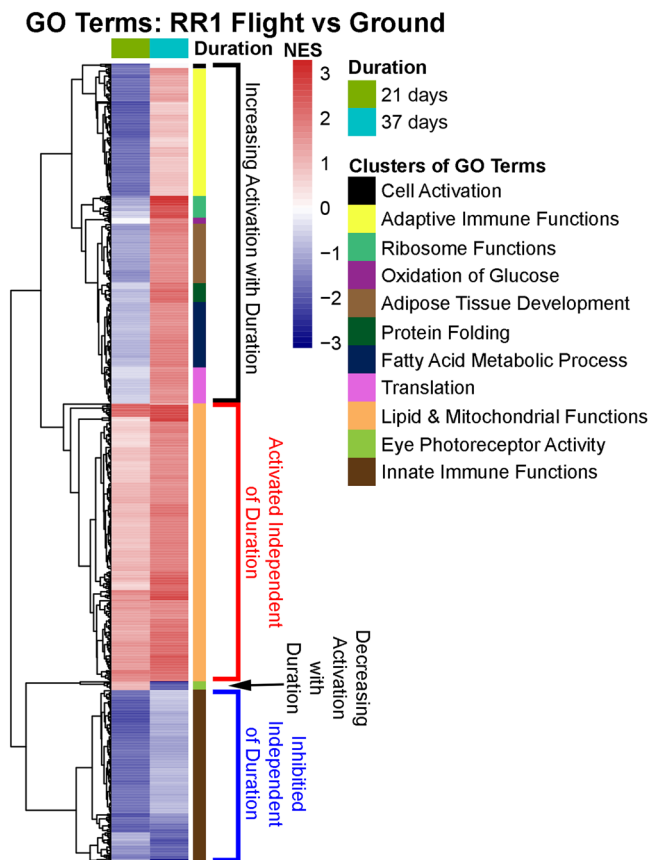 GO Terms: RR1 Flight vs Ground
Duration
NES
3
2
1
0
−1
−2
−3
Duration
21 days
37 days
Clusters of GO Terms
Cell Activation
Adaptive Immune Functions
Ribosome Functions
Oxidation of Glucose
Adipose Tissue Development
Protein Folding
Fatty Acid Metabolic Process
Translation
Lipid & Mitochondrial Functions
Eye Photoreceptor Activity
Innate Immune Functions
Increasing Activation with Duration
Activated Independent
of Duration
Decreasing
Activation
with
Duration
Inhibitied
Independent
of Duration